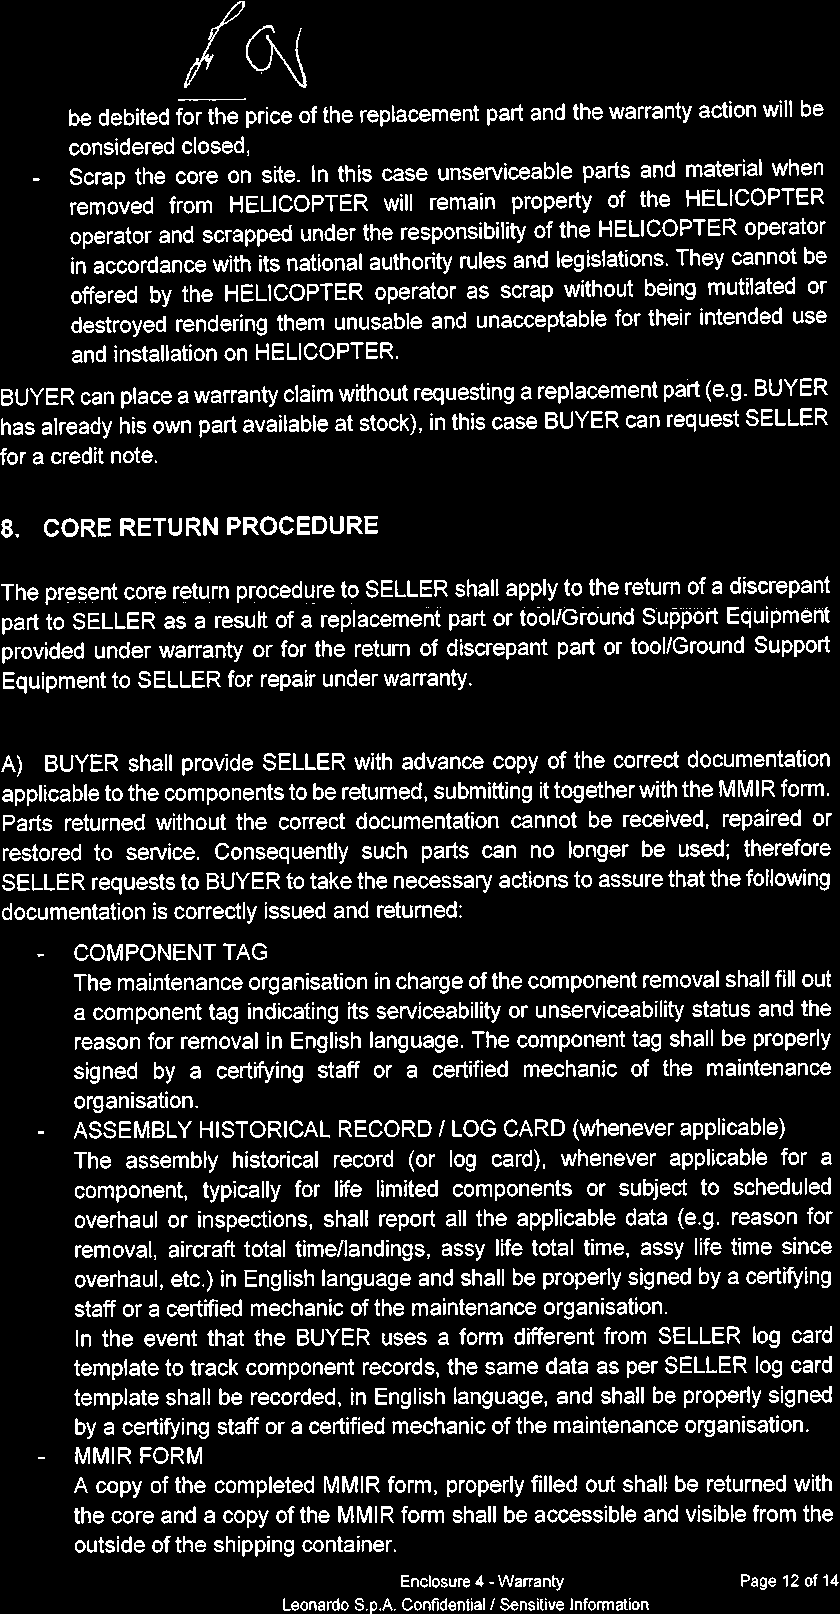 be debited for the price of the replacement part and the warranty action will be
considered closed,
- Scrap the core on site. In this case unserviceable parts and material when
removed from HELICOPTER will remain property of the HELICOPTER
operator and scrapped under the responsibility of the HELICOPTER operator
in accordance with its national authority rules and legislations. They cannot be
offered by the HELICOPTER operator as scrap without being mutilated or
destroyed rendering them unusable and unacceptable for their intended use
and installation on HELICOPTER.
BUYER can place a warranty claim without requesting a replacement part (e.g. BUYER
has already his own part available at stock), in this case BUYER can request SELLER
for a credit note.
8. CORE RETURN PROCEDURE
The present core return procedure to SELLER shall apply to the return of a discrepant
part to SELLER as a result of a replacement part or tool/Ground Support Equipment
provided under warranty or for the return of discrepant part or tool/Ground Support
Equipment to SELLER for repair under warranty.
A) BUYER shall provide SELLER with advance copy of the correct documentation
applicable to the components to be returned, submitting it together with the MMIR form.
Parts returned without the correct documentation cannot be received, repaired or
restored to service. Consequently such parts can no longer be used; therefore
SELLER requests to BUYER to take the necessary actions to assure that the following
documentation is correctly issued and returned:
- COMPONENT TAG
The maintenance organisation in charge of the component removal shall fill out
a component tag indicating its serviceability or unserviceability status and the
reason for removal in English language. The component tag shall be properly
signed by a certifying staff or a certified mechanic of the maintenance
organisation.
- ASSEMBLY HISTORICAL RECORD / LOG CARD (whenever applicable)
The assembly historical record (or log card), whenever applicable for a
component, typically for life limited components or subject to scheduled
overhaul or inspections, shall report all the applicable data (e.g. reason for
removal, aircraft total time/landings, assy life total time, assy life time since
overhaul, etc.) in English language and shall be properly signed by a certifying
staff or a certified mechanic of the maintenance organisation.
In the event that the BUYER uses a form different from SELLER log card
template to track component records, the same data as per SELLER log card
template shall be recorded, in English language, and shall be properly signed
by a certifying staff or a certified mechanic of the maintenance organisation.
- MMIR FORM
A copy of the completed MMIR form, properly filled out shall be returned with
the core and a copy of the MMIR form shall be accessible and visible from the
outside of the shipping container.
Enclosure 4 - Warranty Page 12 of 14
Leonardo S.p.A. Confidential / Sensitive Information